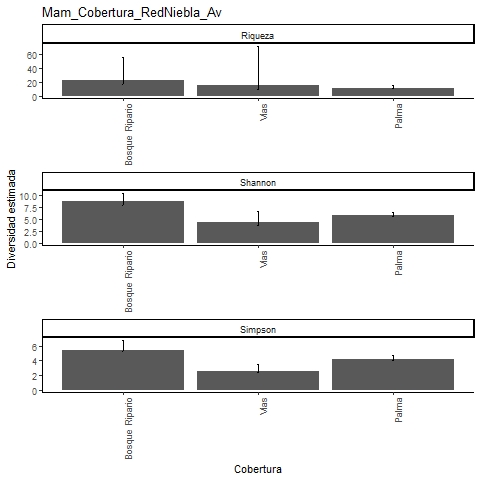 Mam_Cobertura_RedNiebla_Av
Riqueza
60
40
20
0
Bosque Ripario
Vias
Palma
Diversidad estimada
Shannon
10.0
7.5
5.0
2.5
0.0
Bosque Ripario
Vias
Palma
Simpson
6
4
2
0
Bosque Ripario
Vias
Palma
Cobertura